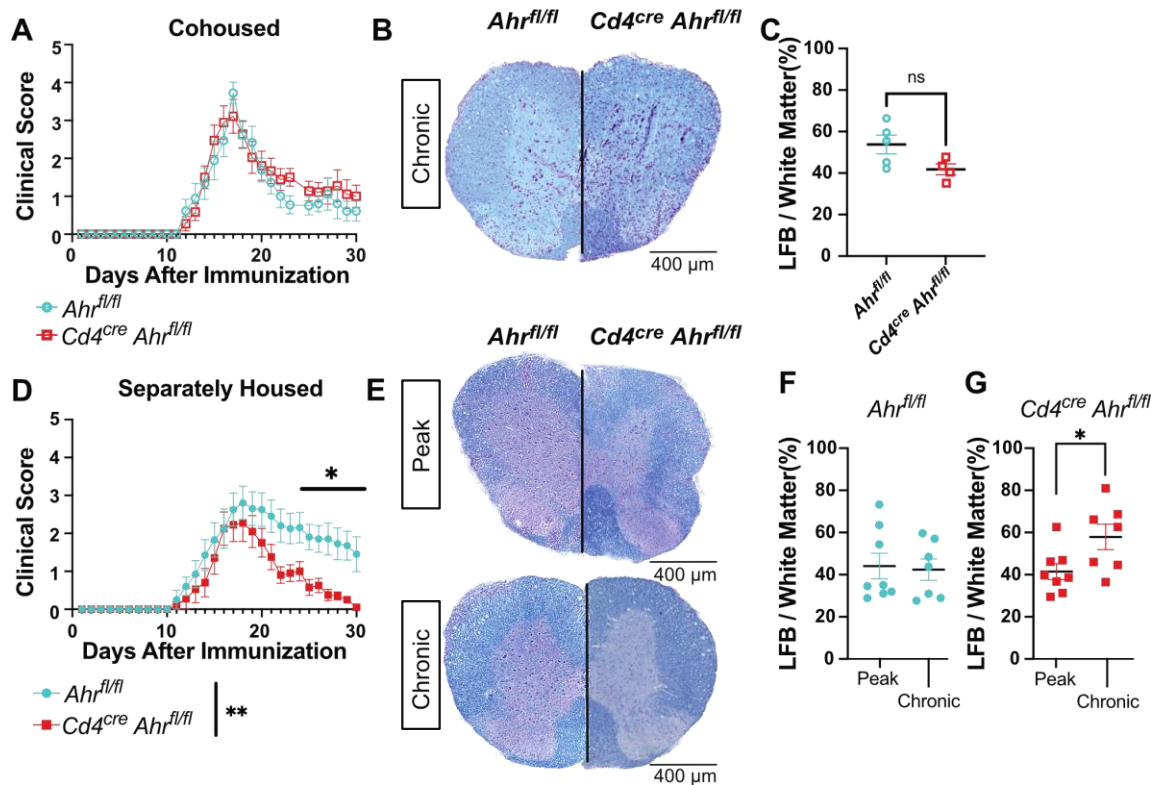 A
Cohoused
Clinical Score
5
4
3
2
1
0
0
10
20
30
Days After Immunization
Ahrfl/fl
Cd4cre Ahrfl/fl
B
Ahrfl/fl
Cd4cre Ahrfl/fl
Chronic
400 µm
C
LFB / White Matter(%)
100
80
60
40
20
0
ns
Ahrfl/fl
Cd4cre Ahrfl/fl
D
Separately Housed
Clinical Score
5
4
3
2
1
0
*
0
10
20
30
Days After Immunization
Ahrfl/fl
Cd4cre Ahrfl/fl
**
E
Ahrfl/fl
Cd4cre Ahrfl/fl
Peak
400 µm
Chronic
400 µm
F
Ahrfl/fl
LFB / White Matter(%)
100
80
60
40
20
0
Peak
Chronic
G
Cd4cre Ahrfl/fl
LFB / White Matter(%)
100
80
60
40
20
0
*
Peak
Chronic